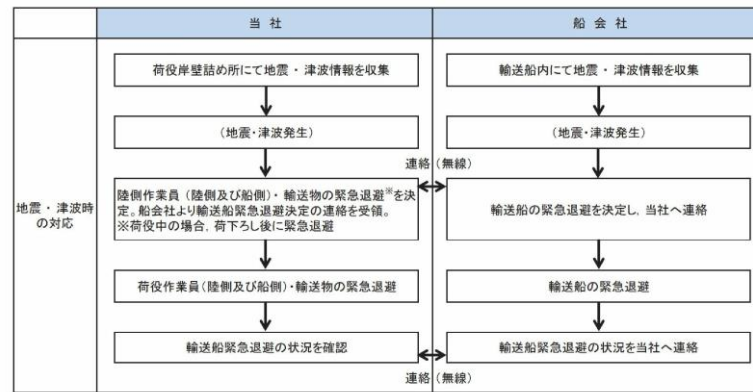 当 社
船 会 社
地震・津波時
の対応
荷役岸壁詰め所にて地震・津波情報を収集
輸送船内にて地震・津波情報を収集
(地震・津波発生)
(地震・津波発生)
連絡（無線）
陸側作業員（陸側及び船側）・輸送物の緊急退避※を決
定。船会社より輸送船緊急退避決定の連絡を受領。
※荷役中の場合，荷下ろし後に緊急退避
輸送船の緊急退避を決定し，当社へ連絡
荷役作業員（陸側及び船側）・輸送物の緊急退避
輸送船の緊急退避
輸送船緊急退避の状況を確認
輸送船緊急退避の状況を当社へ連絡
連絡（無線）